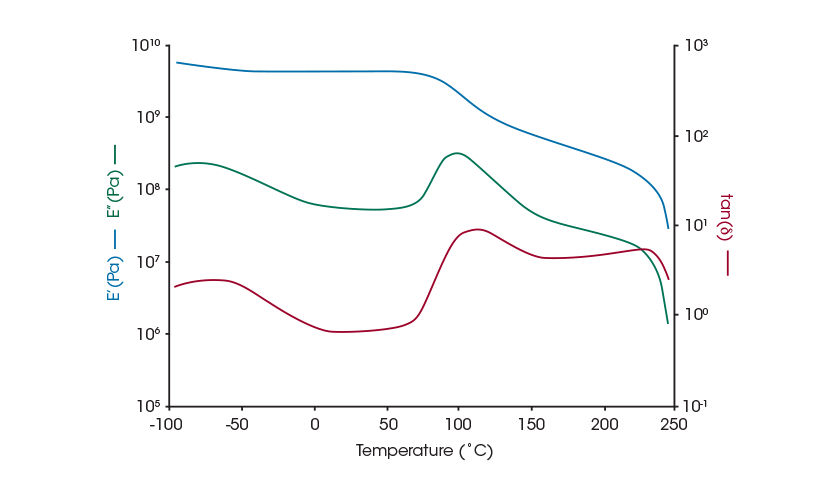 10¹⁰
10⁹
10⁸
10⁷
10⁶
10⁵
E′(Pa) — E″(Pa) —
10³
10²
10¹
10⁰
10⁻¹
tan(δ) —
-100 -50 0 50 100 150 200 250
Temperature (˚C)